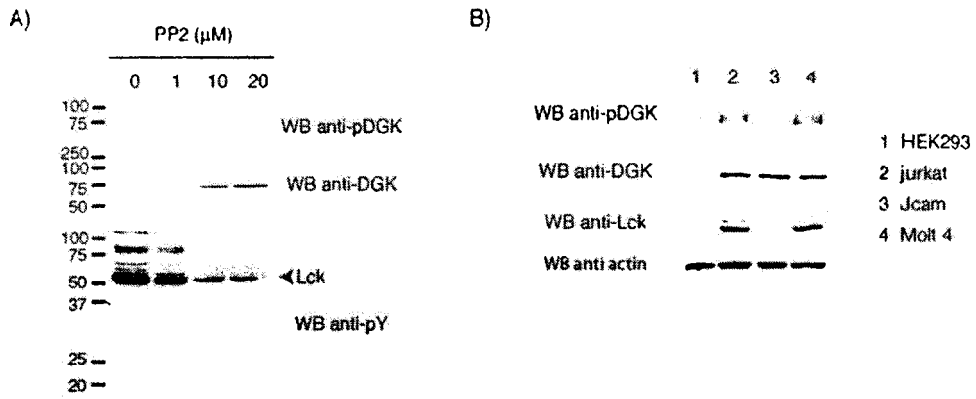 A)
PP2 (µM)
0 1 10 20
100
75
WB anti-pDGK
250
100
75
50
WB anti-DGK
100
75
50
37
25
20
Lck
WB anti-pY
B)
1 2 3 4
WB anti-pDGK
WB anti-DGK
WB anti-Lck
WB anti actin
1 HEK293
2 jurkat
3 Jcam
4 Molt 4